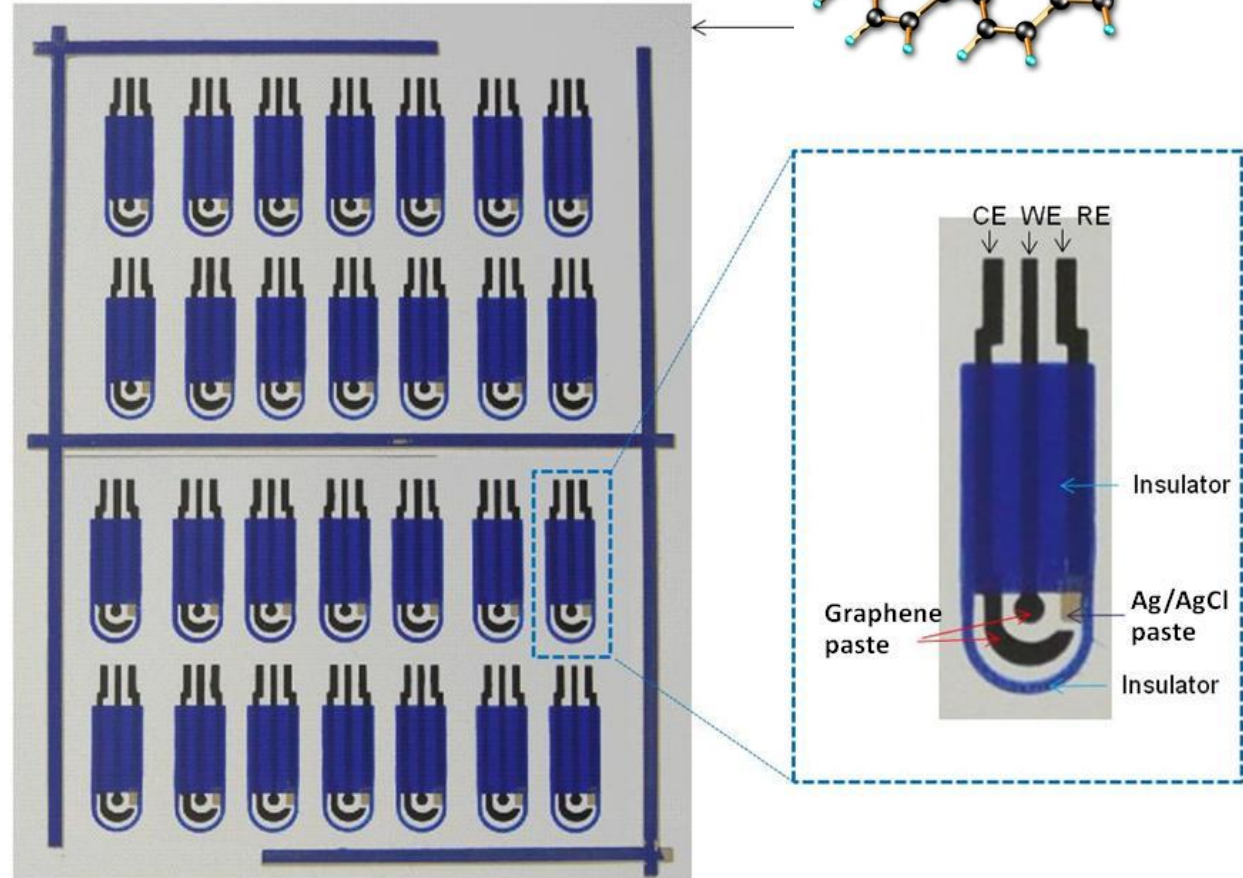 CE WE RE
Insulator
Graphene
paste
Ag/AgCl
paste
Insulator